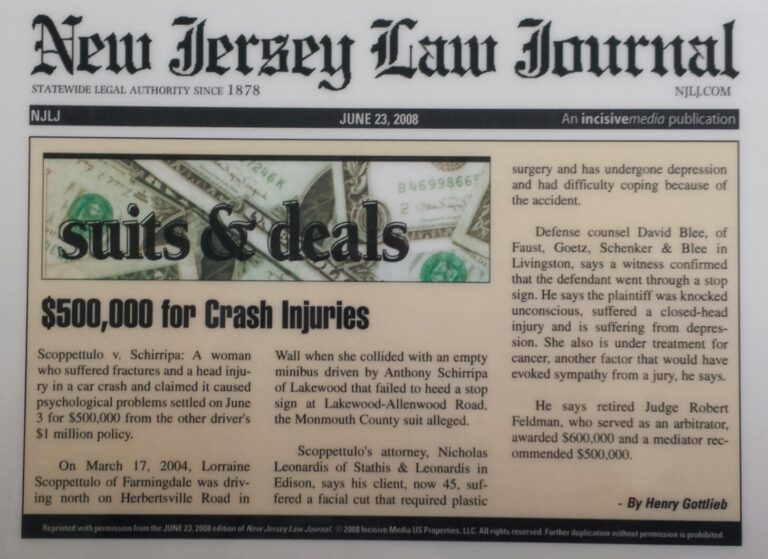 New Jersey Law Journal
STATEWIDE LEGAL AUTHORITY SINCE 1878
NJLJ.COM
NJLJ
JUNE 23, 2008
An incisivemedia publication
suits & deals
$500,000 for Crash Injuries
Scoppettulo v. Schirripa: A woman
who suffered fractures and a head inju-
ry in a car crash and claimed it caused
psychological problems settled on June
3 for $500,000 from the other driver's
$1 million policy.
On March 17, 2004, Lorraine
Scoppettulo of Farmingdale was driv-
ing north on Herbertsville Road in
Wall when she collided with an empty
minibus driven by Anthony Schirripa
of Lakewood that failed to heed a stop
sign at Lakewood-Allenwood Road,
the Monmouth County suit alleged.
Scoppettulo's attorney, Nicholas
Leonardis of Stathis & Leonardis in
Edison, says his client, now 45, suf-
fered a facial cut that required plastic
surgery and has undergone depression
and had difficulty coping because of
the accident.
Defense counsel David Blee, of
Faust, Goetz, Schenker & Blee in
Livingston, says a witness confirmed
that the defendant went through a stop
sign. He says the plaintiff was knocked
unconscious, suffered a closed-head
injury and is suffering from depres-
sion. She also is under treatment for
cancer, another factor that would have
evoked sympathy from a jury, he says.
He says retired Judge Robert
Feldman, who served as an arbitrator,
awarded $600,000 and a mediator rec-
ommended $500,000.
- By Henry Gottlieb
Reprinted with permission from the JUNE 23, 2008 edition of New Jersey Law Journal. © 2008 Incisive Media US Properties, LLC. All rights reserved. Further duplication without permission is prohibited.